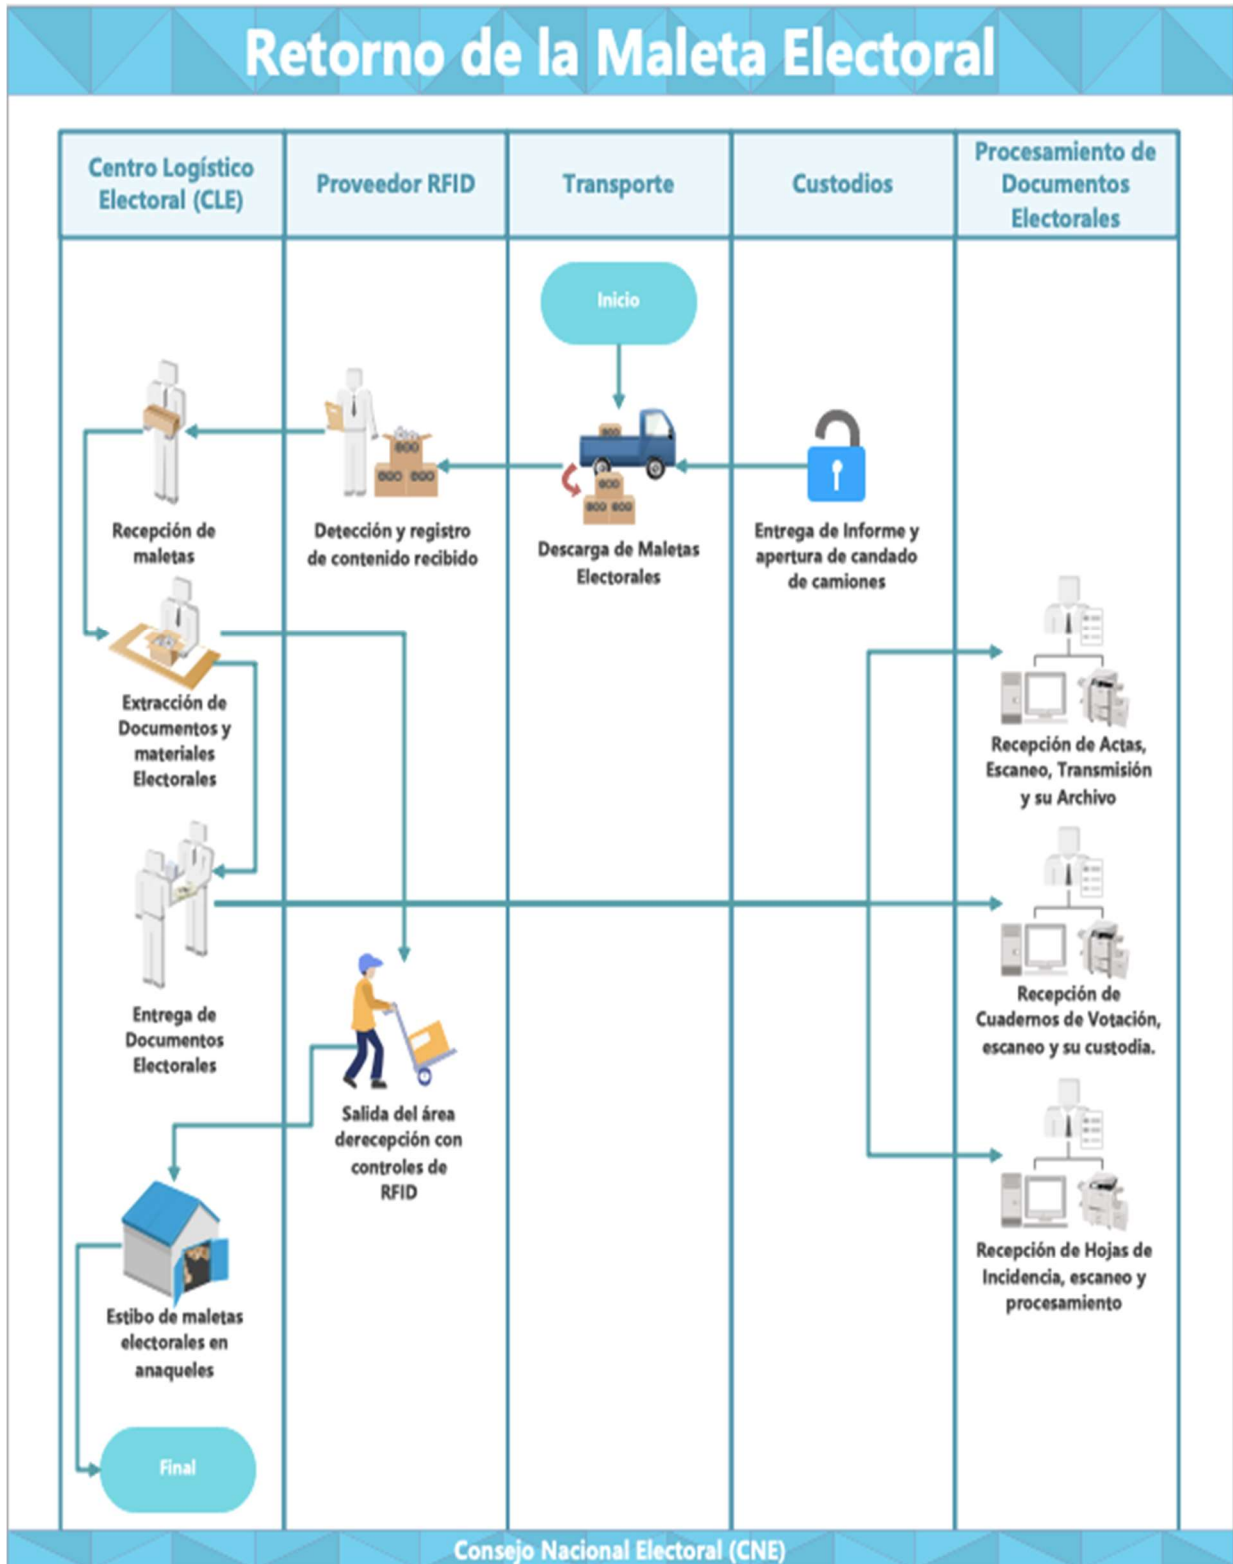 Retorno de la Maleta Electoral
Centro Logístico
Electoral (CLE)
Proveedor RFID
Transporte
Custodios
Procesamiento de
Documentos
Electorales
Inicio
Recepción de
maletas
Detección y registro
de contenido recibido
Descarga de Maletas
Electorales
Entrega de Informe y
apertura de candado
de camiones
Extracción de
Documentos y
materiales
Electorales
Recepción de Actas,
Escaneo, Transmisión
y su Archivo
Entrega de
Documentos
Electorales
Recepción de
Cuadernos de Votación,
escaneo y su custodia.
Salida del área
derecepción con
controles de
RFID
Recepción de Hojas de
Incidencia, escaneo y
procesamiento
Estibo de maletas
electorales en
anaqueles
Final
Consejo Nacional Electoral (CNE)